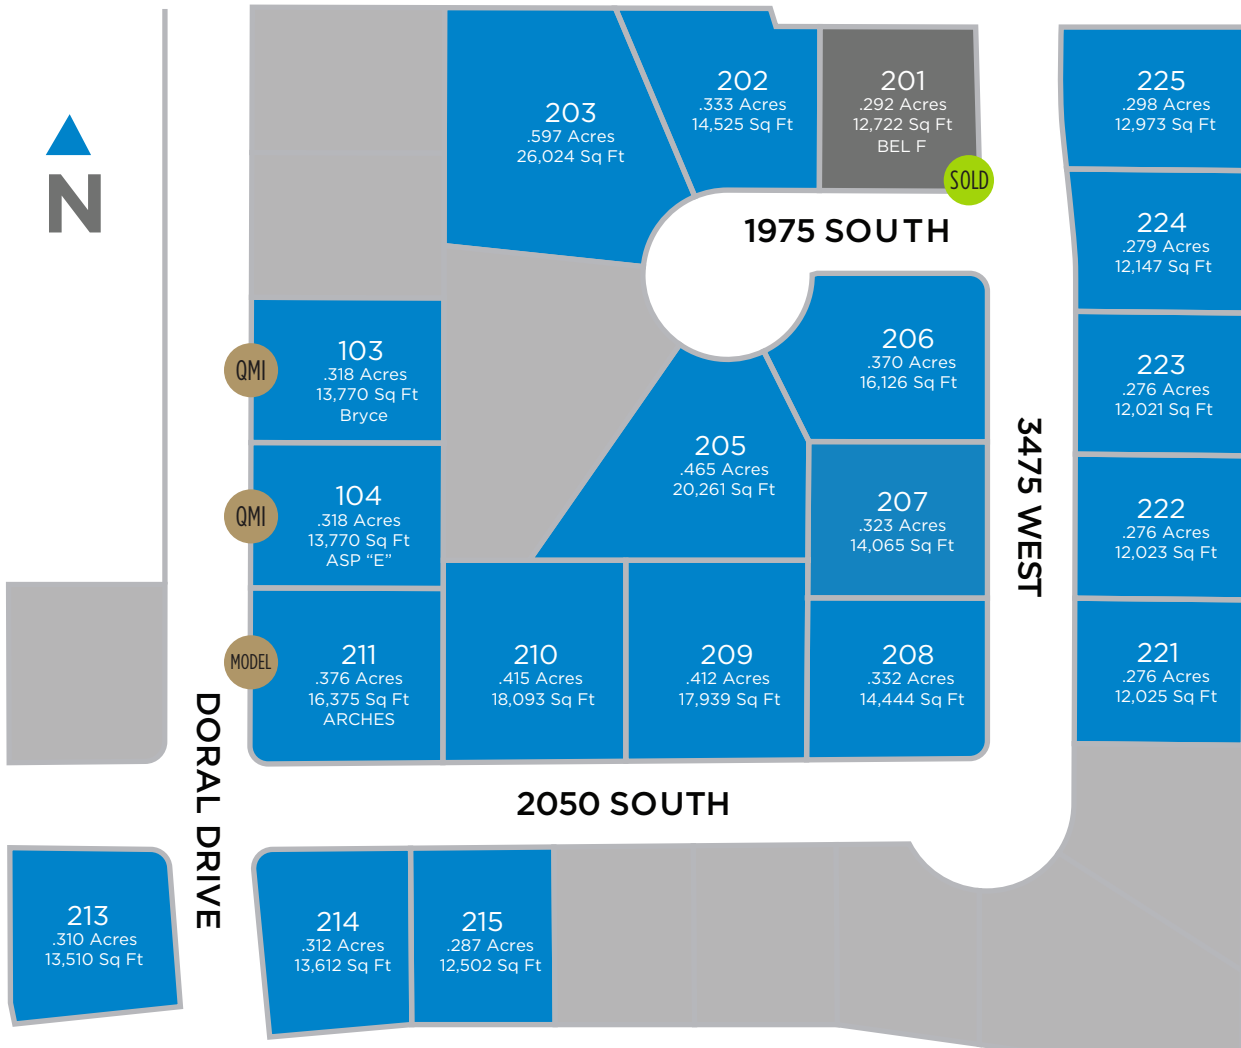 N
203
.597 Acres
26,024 Sq Ft
202
.333 Acres
14,525 Sq Ft
201
.292 Acres
12,722 Sq Ft
BEL F
SOLD
225
.298 Acres
12,973 Sq Ft
1975 SOUTH
224
.279 Acres
12,147 Sq Ft
QMI
103
.318 Acres
13,770 Sq Ft
Bryce
206
.370 Acres
16,126 Sq Ft
223
.276 Acres
12,021 Sq Ft
QMI
104
.318 Acres
13,770 Sq Ft
ASP “E”
205
.465 Acres
20,261 Sq Ft
207
.323 Acres
14,065 Sq Ft
3475 WEST
222
.276 Acres
12,023 Sq Ft
MODEL
211
.376 Acres
16,375 Sq Ft
ARCHES
210
.415 Acres
18,093 Sq Ft
209
.412 Acres
17,939 Sq Ft
208
.332 Acres
14,444 Sq Ft
221
.276 Acres
12,025 Sq Ft
DORAL DRIVE
2050 SOUTH
213
.310 Acres
13,510 Sq Ft
214
.312 Acres
13,612 Sq Ft
215
.287 Acres
12,502 Sq Ft